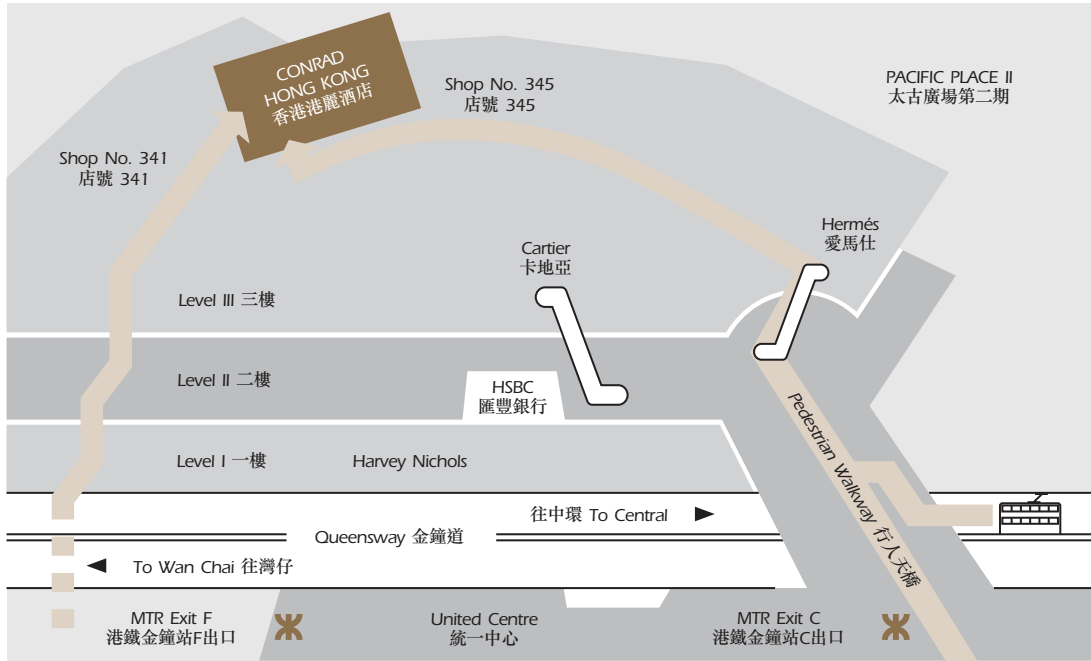 CONRAD
HONG KONG
香港港麗酒店
Shop No. 345
店號 345
PACIFIC PLACE II
太古廣場第二期
Shop No. 341
店號 341
Hermés
愛馬仕
Cartier
卡地亞
Level III 三樓
Level II 二樓
HSBC
匯豐銀行
Level I 一樓
Harvey Nichols
Pedestrian Walkway 行人天橋
往中環 To Central
Queensway 金鐘道
To Wan Chai 往灣仔
MTR Exit F
港鐵金鐘站F出口
United Centre
統一中心
MTR Exit C
港鐵金鐘站C出口